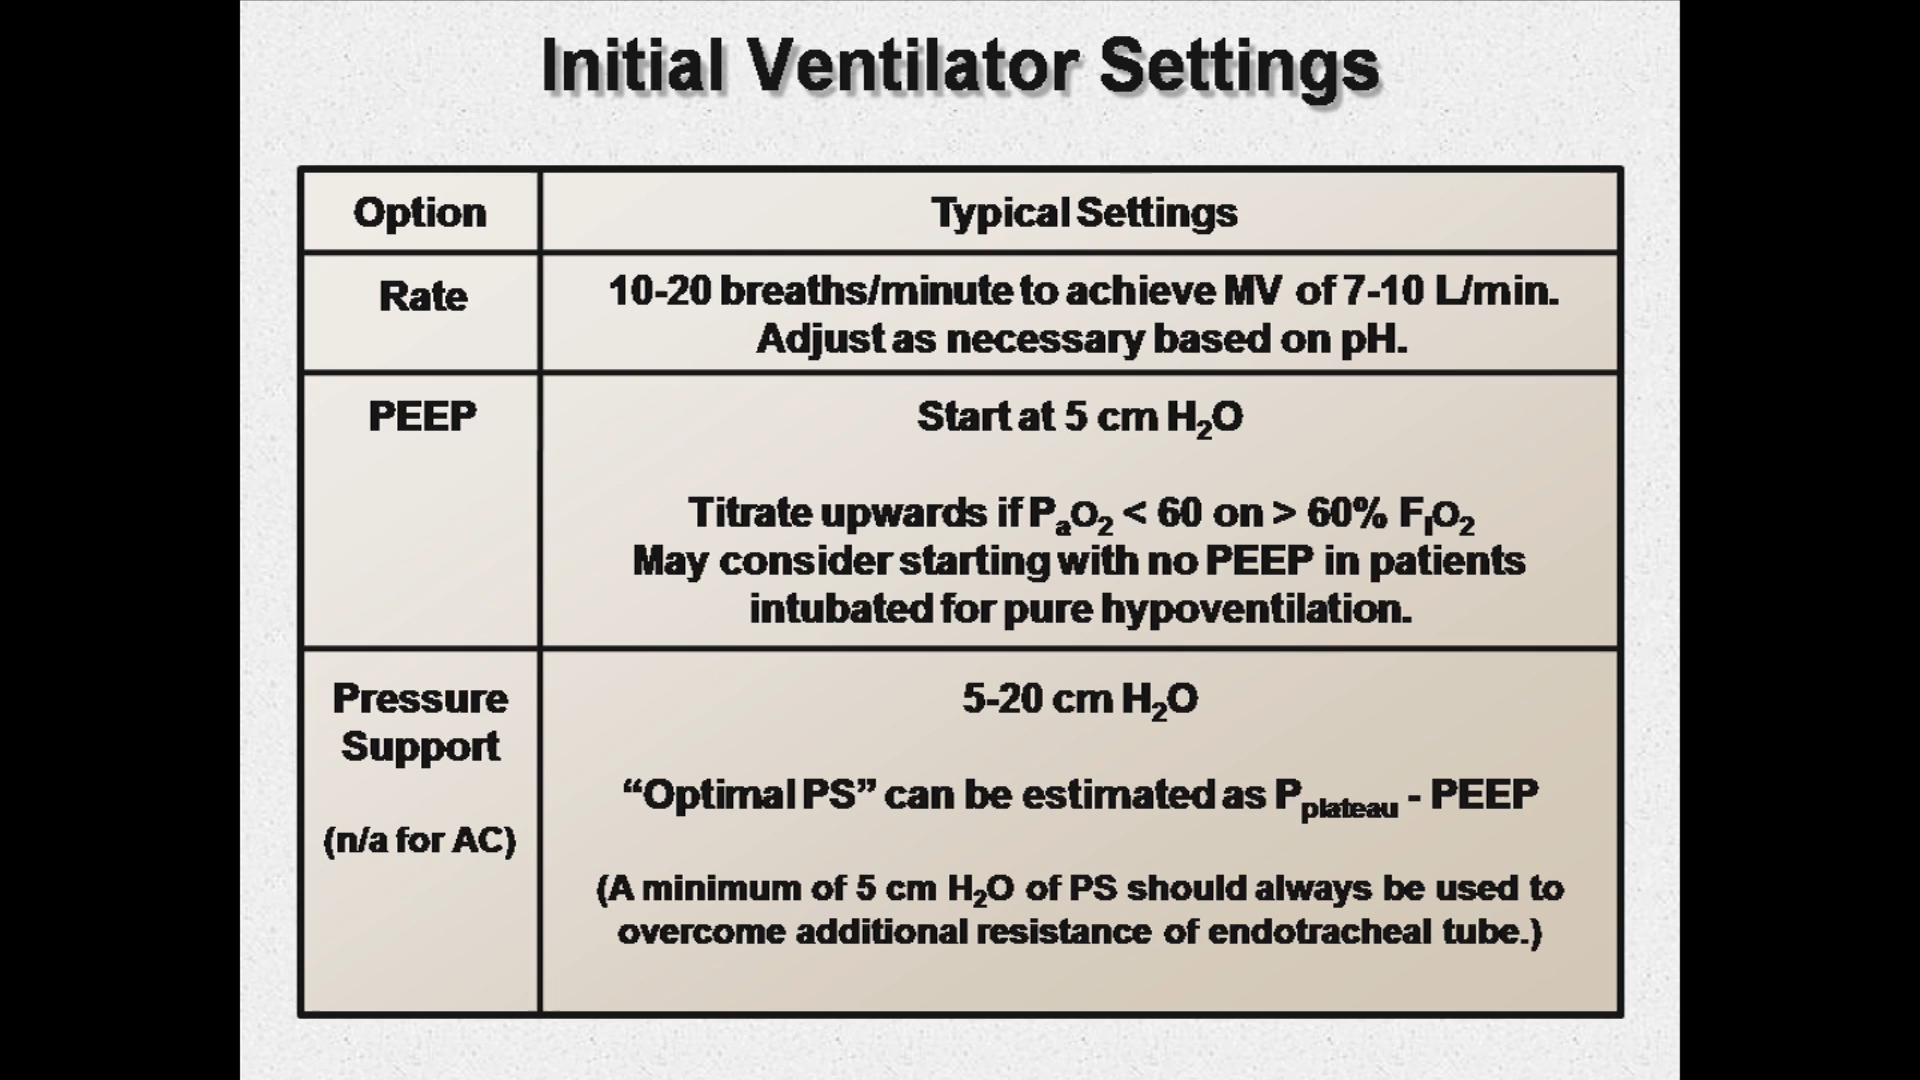 Initial Ventilator Settings
Option
Typical Settings
Rate
10-20 breaths/minute to achieve MV of 7-10 L/min.
Adjust as necessary based on pH.
PEEP
Start at 5 cm H₂O
Titrate upwards if PₐO₂ < 60 on > 60% FᵢO₂
May consider starting with no PEEP in patients
intubated for pure hypoventilation.
Pressure
Support
(n/a for AC)
5-20 cm H₂O
“Optimal PS” can be estimated as Pplateau - PEEP
(A minimum of 5 cm H₂O of PS should always be used to
overcome additional resistance of endotracheal tube.)